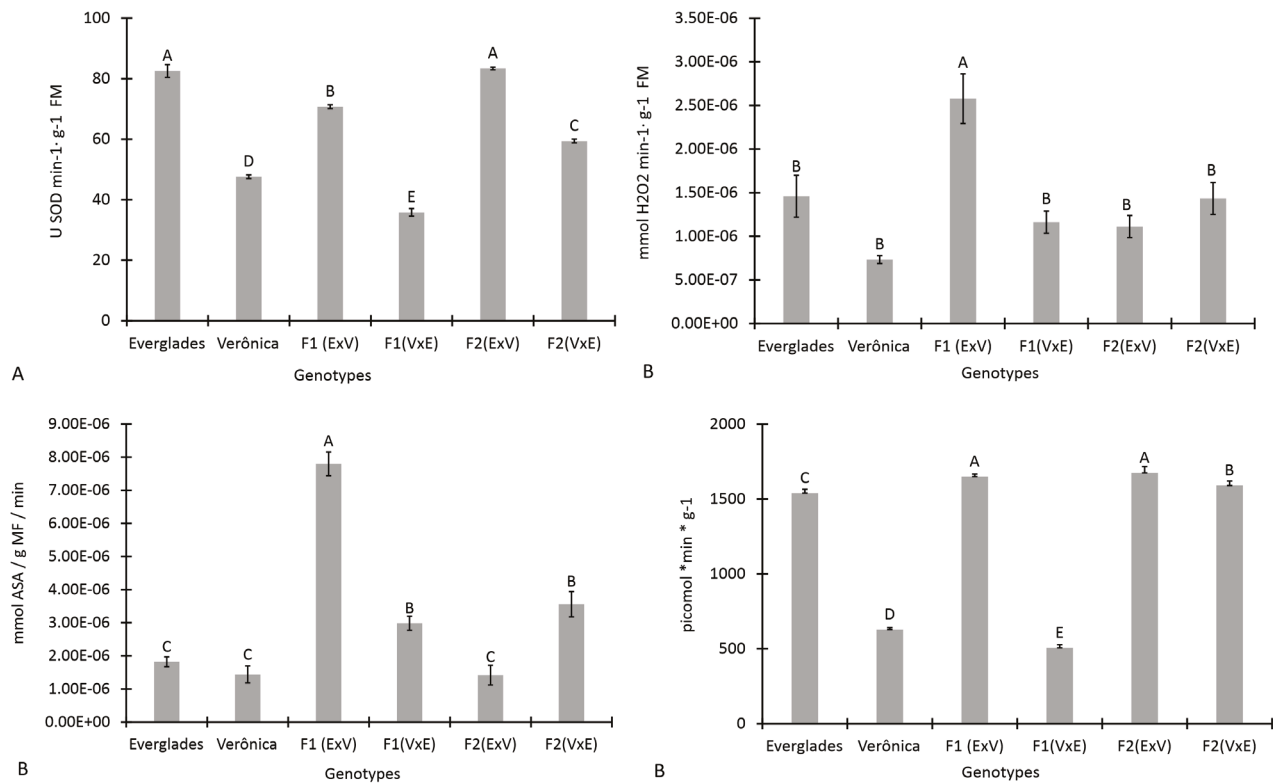 U SOD min-1· g-1 FM
100
80
60
40
20
0
A
D
B
E
A
C
Everglades Verônica F1 (ExV) F1(VxE) F2(ExV) F2(VxE)
Genotypes
A
mmol H2O2 min-1· g-1 FM
3.50E-06
3.00E-06
2.50E-06
2.00E-06
1.50E-06
1.00E-06
5.00E-07
0.00E+00
B
B
A
B
B
B
Everglades Verônica F1 (ExV) F1(VxE) F2(ExV) F2(VxE)
Genotypes
B
mmol ASA / g MF / min
9.00E-06
8.00E-06
7.00E-06
6.00E-06
5.00E-06
4.00E-06
3.00E-06
2.00E-06
1.00E-06
0.00E+00
C
C
A
B
C
B
Everglades Verônica F1 (ExV) F1(VxE) F2(ExV) F2(VxE)
Genotypes
B
picomol *min * g-1
2000
1500
1000
500
0
C
D
A
E
A
B
Everglades Verônica F1 (ExV) F1(VxE) F2(ExV) F2(VxE)
Genotypes
B